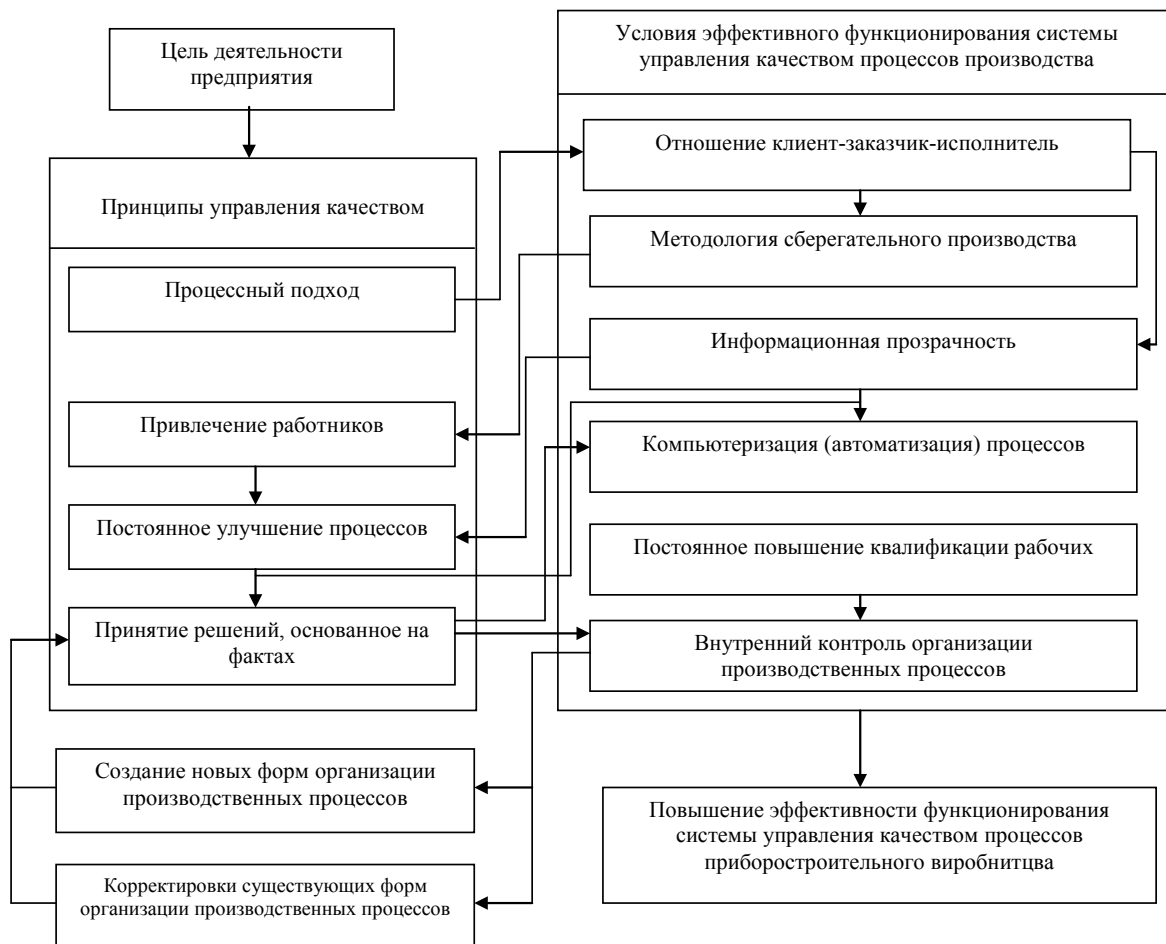 Цель деятельности
предприятия
Принципы управления качеством
Процессный подход
Привлечение работников
Постоянное улучшение процессов
Принятие решений, основанное на
фактах
Создание новых форм организации
производственных процессов
Корректировки существующих форм
организации производственных процессов
Условия эффективного функционирования системы
управления качеством процессов производства
Отношение клиент-заказчик-исполнитель
Методология сберегательного производства
Информационная прозрачность
Компьютеризация (автоматизация) процессов
Постоянное повышение квалификации рабочих
Внутренний контроль организации
производственных процессов
Повышение эффективности функционирования
системы управления качеством процессов
приборостроительного виробнитцва